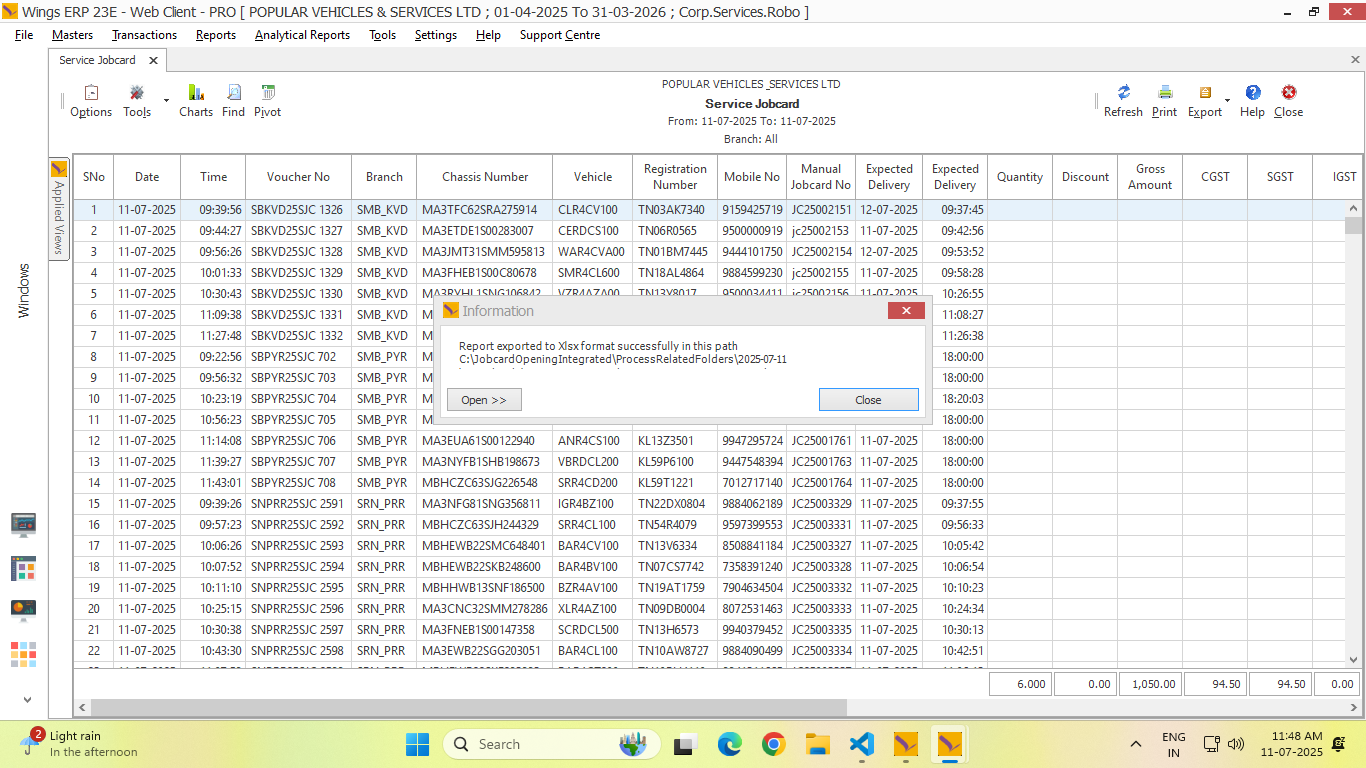 Wings ERP 23E - Web Client - PRO [ POPULAR VEHICLES & SERVICES LTD ; 01-04-2025 To 31-03-2026 ; Corp.Services.Robo ]
File Masters Transactions Reports Analytical Reports Tools Settings Help Support Centre
Service Jobcard
Options Tools Charts Find Pivot
POPULAR VEHICLES_SERVICES LTD
Service Jobcard
From: 11-07-2025 To: 11-07-2025
Branch: All
Refresh Print Export Help Close
Windows
Applied Views
SNo Date Time Voucher No Branch Chassis Number Vehicle Registration Number Mobile No Manual Jobcard No Expected Delivery Expected Delivery Quantity Discount Gross Amount CGST SGST IGST
1 11-07-2025 09:39:56 SBKVD25SJC 1326 SMB_KVD MA3TFC62SRA275914 CLR4CV100 TN03AK7340 9159425719 JC25002151 12-07-2025 09:37:45
2 11-07-2025 09:44:27 SBKVD25SJC 1327 SMB_KVD MA3ETDE1S00283007 CERDCS100 TN06R0565 9500000919 jc25002153 11-07-2025 09:42:56
3 11-07-2025 09:56:26 SBKVD25SJC 1328 SMB_KVD MA3JMT31SMM595813 WAR4CVA00 TN01BM7445 9444101750 JC25002154 12-07-2025 09:53:52
4 11-07-2025 10:01:33 SBKVD25SJC 1329 SMB_KVD MA3FHEB1S00C80678 SMR4CL600 TN18AL4864 9884599230 jc25002155 11-07-2025 09:58:28
5 11-07-2025 10:30:43 SBKVD25SJC 1330 SMB_KVD MA3RYHL1SNG106842 VZR4AZA00 TN13Y8017 9500034411 jc25002156 11-07-2025 10:26:55
6 11-07-2025 11:09:38 SBKVD25SJC 1331 SMB_KVD 11:08:27
7 11-07-2025 11:27:48 SBKVD25SJC 1332 SMB_KVD 11:26:38
8 11-07-2025 09:22:56 SBPYR25SJC 702 SMB_PYR 18:00:00
9 11-07-2025 09:56:32 SBPYR25SJC 703 SMB_PYR 18:00:00
10 11-07-2025 10:23:19 SBPYR25SJC 704 SMB_PYR 18:20:03
11 11-07-2025 10:56:23 SBPYR25SJC 705 SMB_PYR 18:00:00
12 11-07-2025 11:14:08 SBPYR25SJC 706 SMB_PYR MA3EUA61S00122940 ANR4CS100 KL13Z3501 9947295724 JC25001761 11-07-2025 18:00:00
13 11-07-2025 11:39:27 SBPYR25SJC 707 SMB_PYR MA3NYFB1SHB198673 VBRDCL200 KL59P6100 9447548394 JC25001763 11-07-2025 18:00:00
14 11-07-2025 11:43:01 SBPYR25SJC 708 SMB_PYR MBHCZC63SJG226548 SRR4CD200 KL59T1221 7012717140 JC25001764 11-07-2025 18:00:00
15 11-07-2025 09:39:26 SNPRR25SJC 2591 SRN_PRR MA3NFG81SNG356811 IGR4BZ100 TN22DX0804 9884062189 JC25003329 11-07-2025 09:37:55
16 11-07-2025 09:57:23 SNPRR25SJC 2592 SRN_PRR MBHCZC63SJH244329 SRR4CL100 TN54R4079 9597399553 JC25003331 11-07-2025 09:56:33
17 11-07-2025 10:06:26 SNPRR25SJC 2593 SRN_PRR MBHEWB22SMC648401 BAR4CV100 TN13V6334 8508841184 JC25003327 11-07-2025 10:05:42
18 11-07-2025 10:07:52 SNPRR25SJC 2594 SRN_PRR MBHEWB22SKB248600 BAR4BV100 TN07CS7742 7358391240 JC25003328 11-07-2025 10:06:54
19 11-07-2025 10:11:10 SNPRR25SJC 2595 SRN_PRR MBHHWB13SNF186500 BZR4AV100 TN19AT1759 7904634504 JC25003332 11-07-2025 10:10:23
20 11-07-2025 10:25:15 SNPRR25SJC 2596 SRN_PRR MA3CNC32SMM278286 XLR4AZ100 TN09DB0004 8072531463 JC25003333 11-07-2025 10:24:34
21 11-07-2025 10:30:38 SNPRR25SJC 2597 SRN_PRR MA3FNEB1S00147358 SCRDCL500 TN13H6573 9940379452 JC25003335 11-07-2025 10:30:13
22 11-07-2025 10:43:30 SNPRR25SJC 2598 SRN_PRR MA3EWB22SGG203051 BAR4CL100 TN10AW8727 9884090499 JC25003334 11-07-2025 10:42:51
6.000 0.00 1,050.00 94.50 94.50 0.00
Information
Report exported to Xlsx format successfully in this path
C:\JobcardOpeningIntegrated\ProcessRelatedFolders\2025-07-11
Open >> Close
2 Light rain
In the afternoon
Search
ENG
IN
11:48 AM
11-07-2025